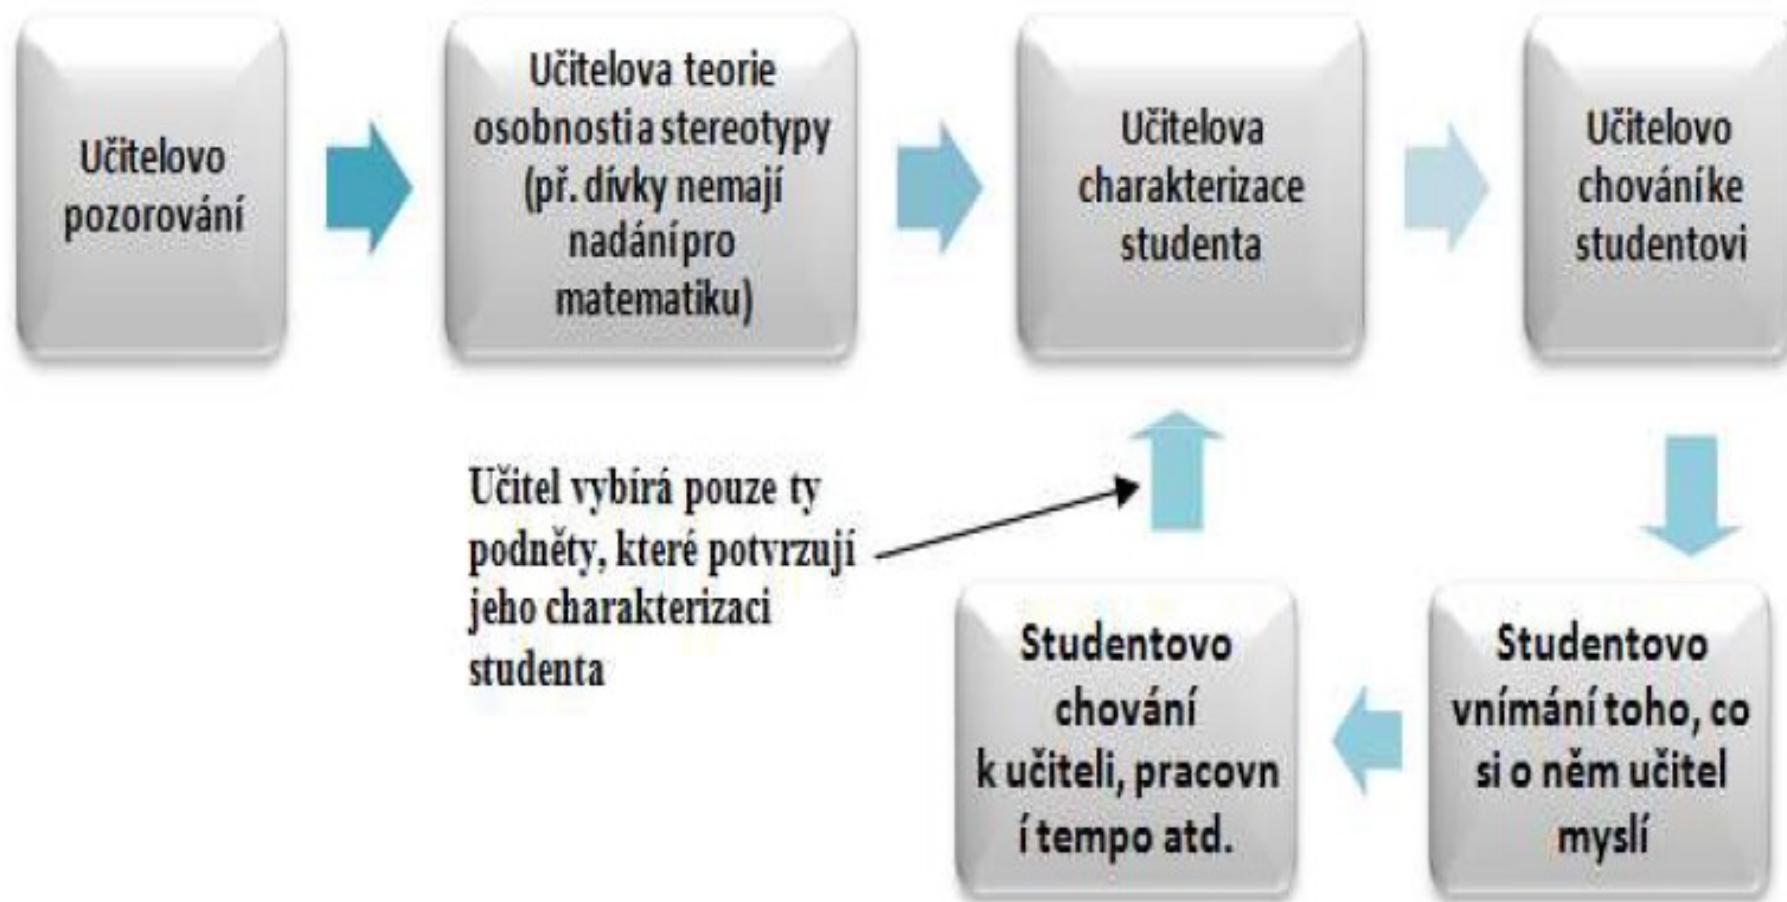 Učitelovo
pozorování
Učitelova teorie
osobnosti a stereotypy
(př. dívky nemají
nadání pro
matematiku)
Učitelova
charakterizace
studenta
Učitelovo
chování ke
studentovi
Učitel vybírá pouze ty
podněty, které potvrzují
jeho charakterizaci
studenta
Studentovo
chování
k učiteli, pracovn
í tempo atd.
Studentovo
vnímání toho, co
si o něm učitel
myslí